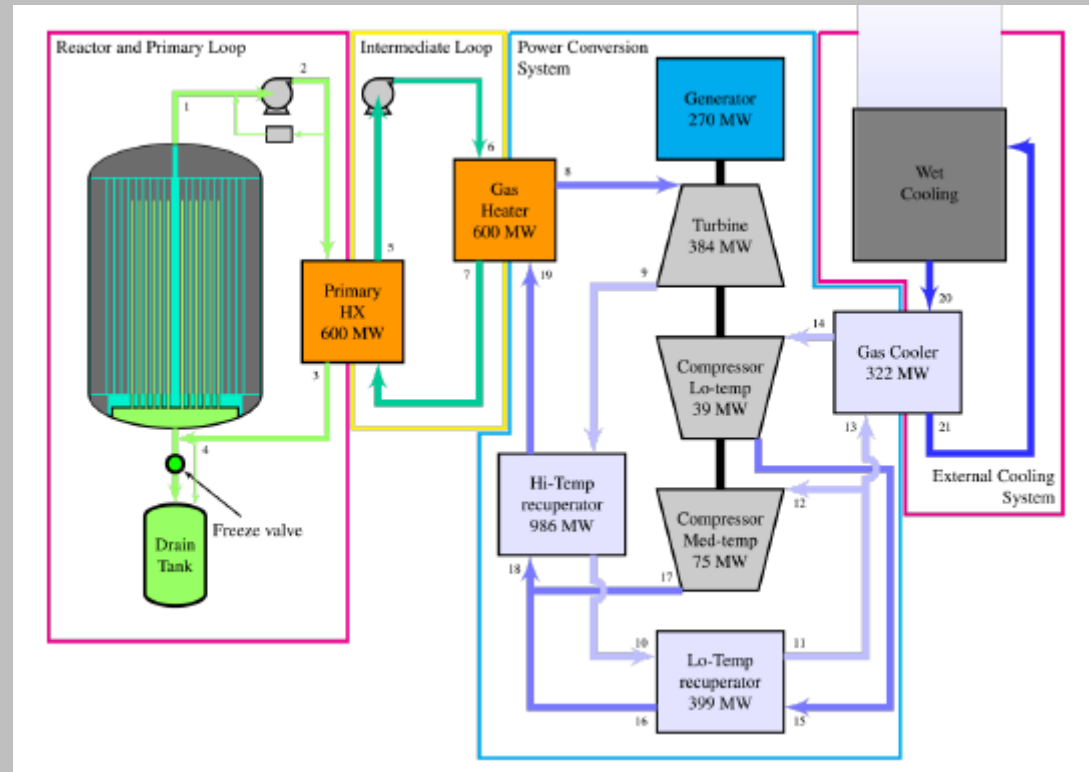 Reactor and Primary Loop
Intermediate Loop
Power Conversion
System
2
1
Generator
270 MW
6
8
Gas
Heater
600 MW
Wet
Cooling
Turbine
384 MW
5
7
19
9
Primary
HX
600 MW
20
14
Gas Cooler
322 MW
Compressor
Lo-temp
39 MW
3
13
21
4
External Cooling
System
Hi-Temp
recuperator
986 MW
12
Compressor
Med-temp
75 MW
Freeze valve
Drain
Tank
18
17
10
11
Lo-Temp
recuperator
399 MW
16
15